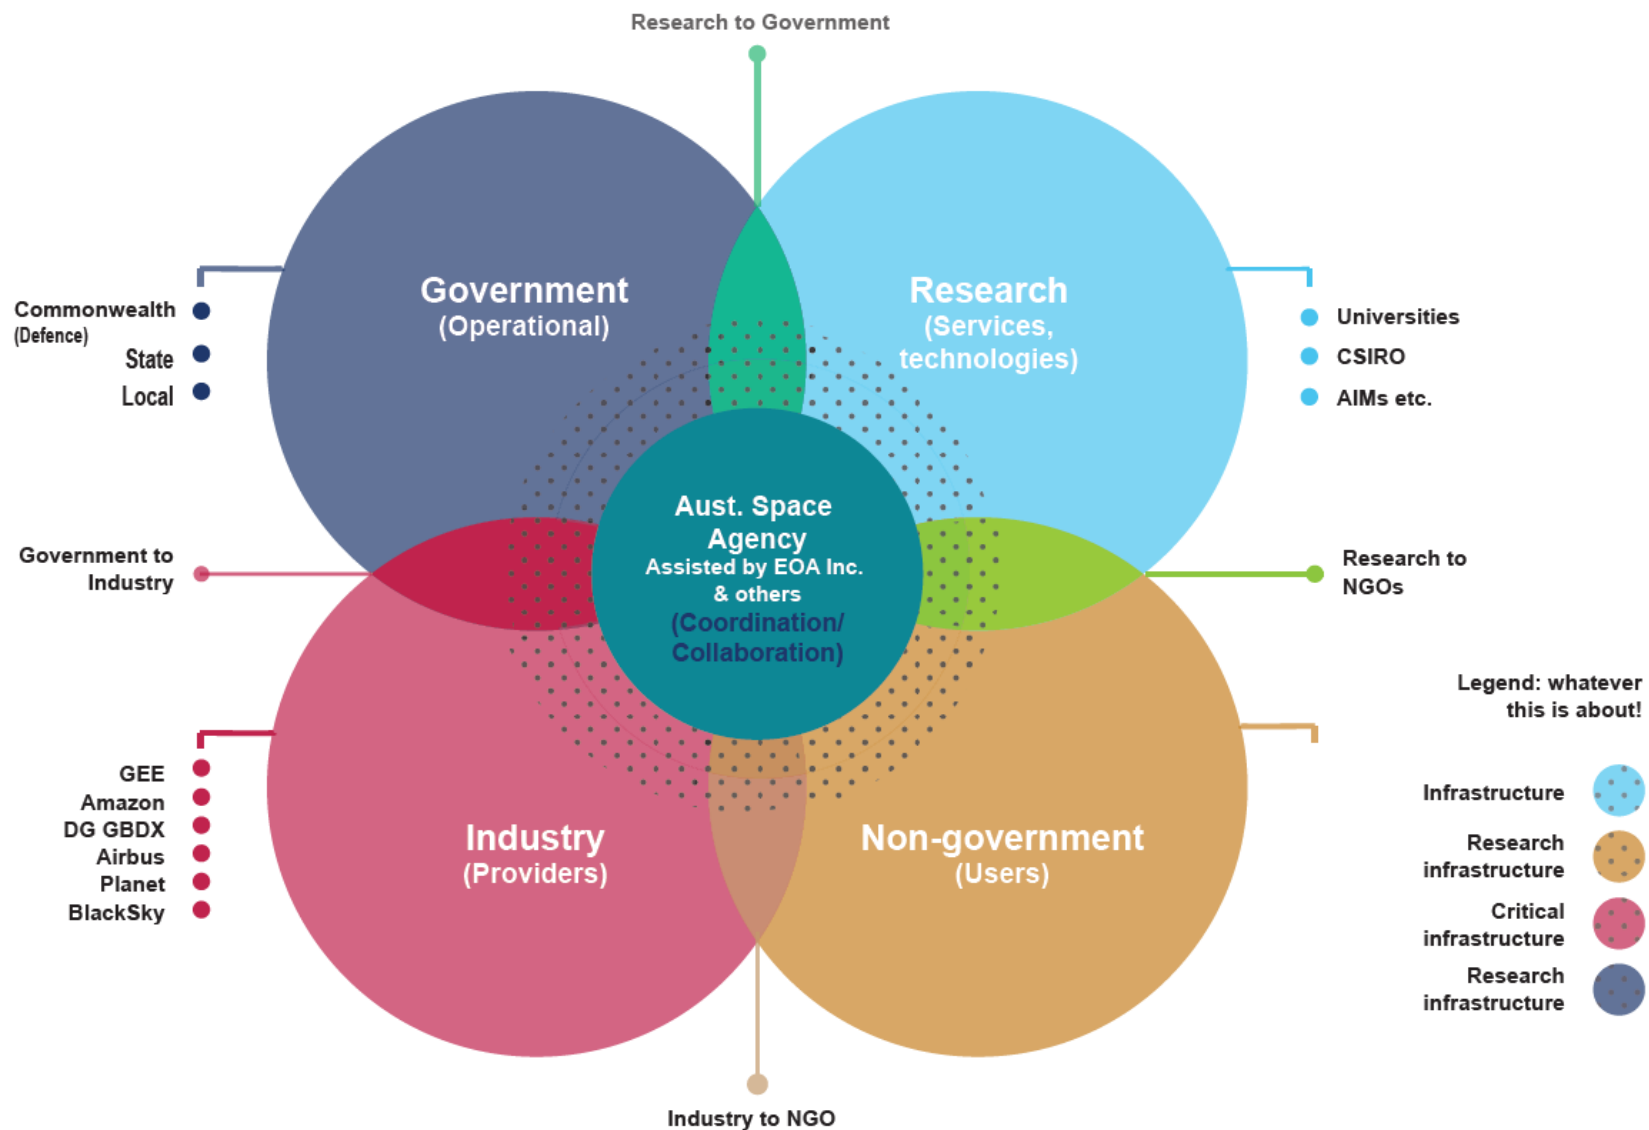 Research to Government
Government
(Operational)
Research
(Services,
technologies)
Commonwealth
(Defence)
State
Local
Universities
CSIRO
AIMs etc.
Aust. Space
Agency
Assisted by EOA Inc.
& others
(Coordination/
Collaboration)
Government to
Industry
Research to
NGOs
Legend: whatever
this is about!
GEE
Amazon
DG GBDX
Airbus
Planet
BlackSky
Industry
(Providers)
Non-government
(Users)
Infrastructure
Research
infrastructure
Critical
infrastructure
Research
infrastructure
Industry to NGO